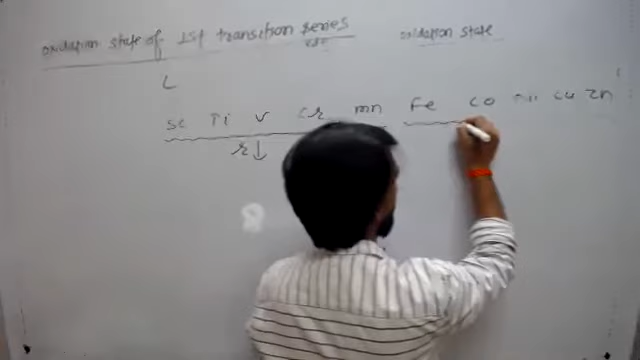 oxidation state of 1st transition series
oxidation state
L
sc Ti v cr mn Fe co Ni cu zn
r↓